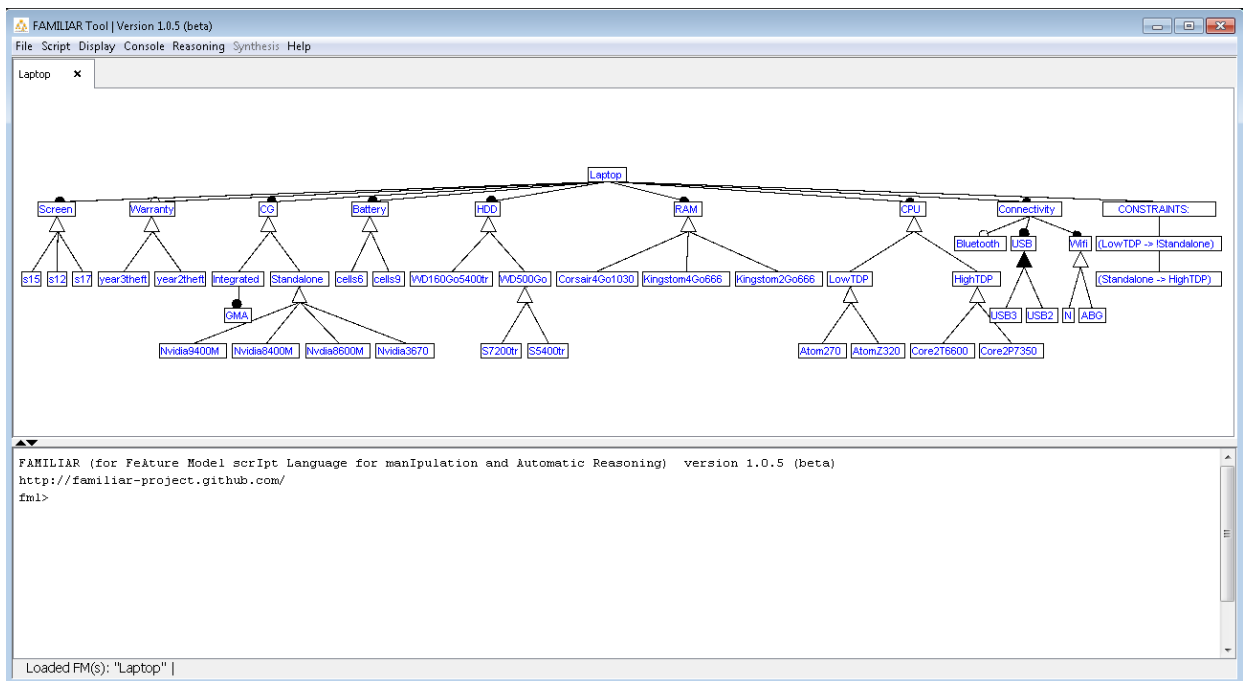 FAMILIAR Tool | Version 1.0.5 (beta)
File Script Display Console Reasoning Synthesis Help
Laptop x
Laptop
Screen Warranty CG Battery HDD RAM CPU Connectivity CONSTRAINTS:
Bluetooth USB Wifi (LowTDP -> !Standalone)
s15 s12 s17 year3theft year2theft Integrated Standalone cells6 cells9 WD160Go5400tr WD500Go Corsair4Go1030 Kingstom4Go666 Kingstom2Go666 LowTDP HighTDP (Standalone -> HighTDP)
GMA USB3 USB2 N ABG
Nvidia9400M Nvidia8400M Nvdia8600M Nvidia3670 S7200tr S5400tr Atom270 AtomZ320 Core2T6600 Core2P7350
FAMILIAR (for FeAture Model scrIpt Language for manIpulation and Automatic Reasoning) version 1.0.5 (beta)
http://familiar-project.github.com/
fml>
Loaded FM(s): "Laptop" |